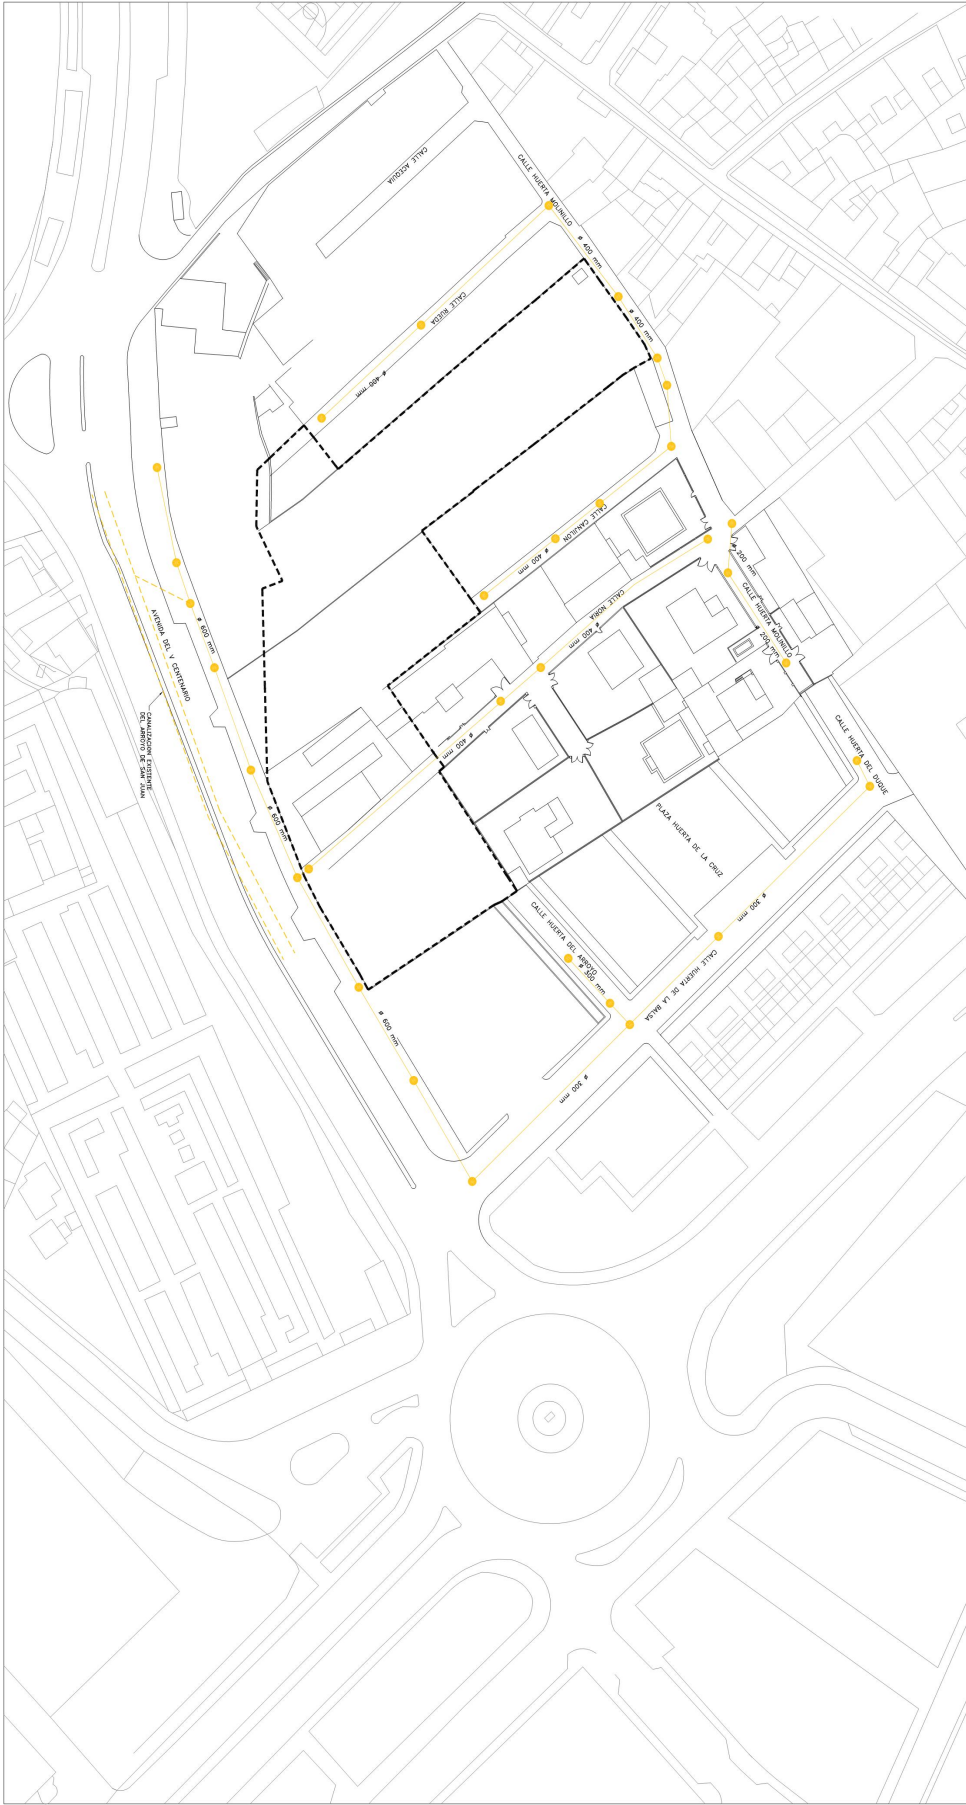 CALLE ACEQUIA
CALLE HUERTA MOLINILLO
ø 400 mm
ø 400 mm
CALLE RUEDA
ø 400 mm
CALLE CANJILON
ø 400 mm
ø 200 mm
CALLE HUERTA MOLINILLO
ø 200 mm
CALLE NORIA
ø 400 mm
ø 400 mm
AVENIDA DEL V CENTENARIO
ø 600 mm
CANALIZACION EXISTENTE
DEL ARROYO DE SAN JUAN
ø 600 mm
CALLE HUERTA DEL DUQUE
PLAZA HUERTA DE LA CRUZ
ø 300 mm
CALLE HUERTA DEL ARROYO
ø 300 mm
CALLE HUERTA DE LA BALSA
ø 600 mm
ø 300 mm